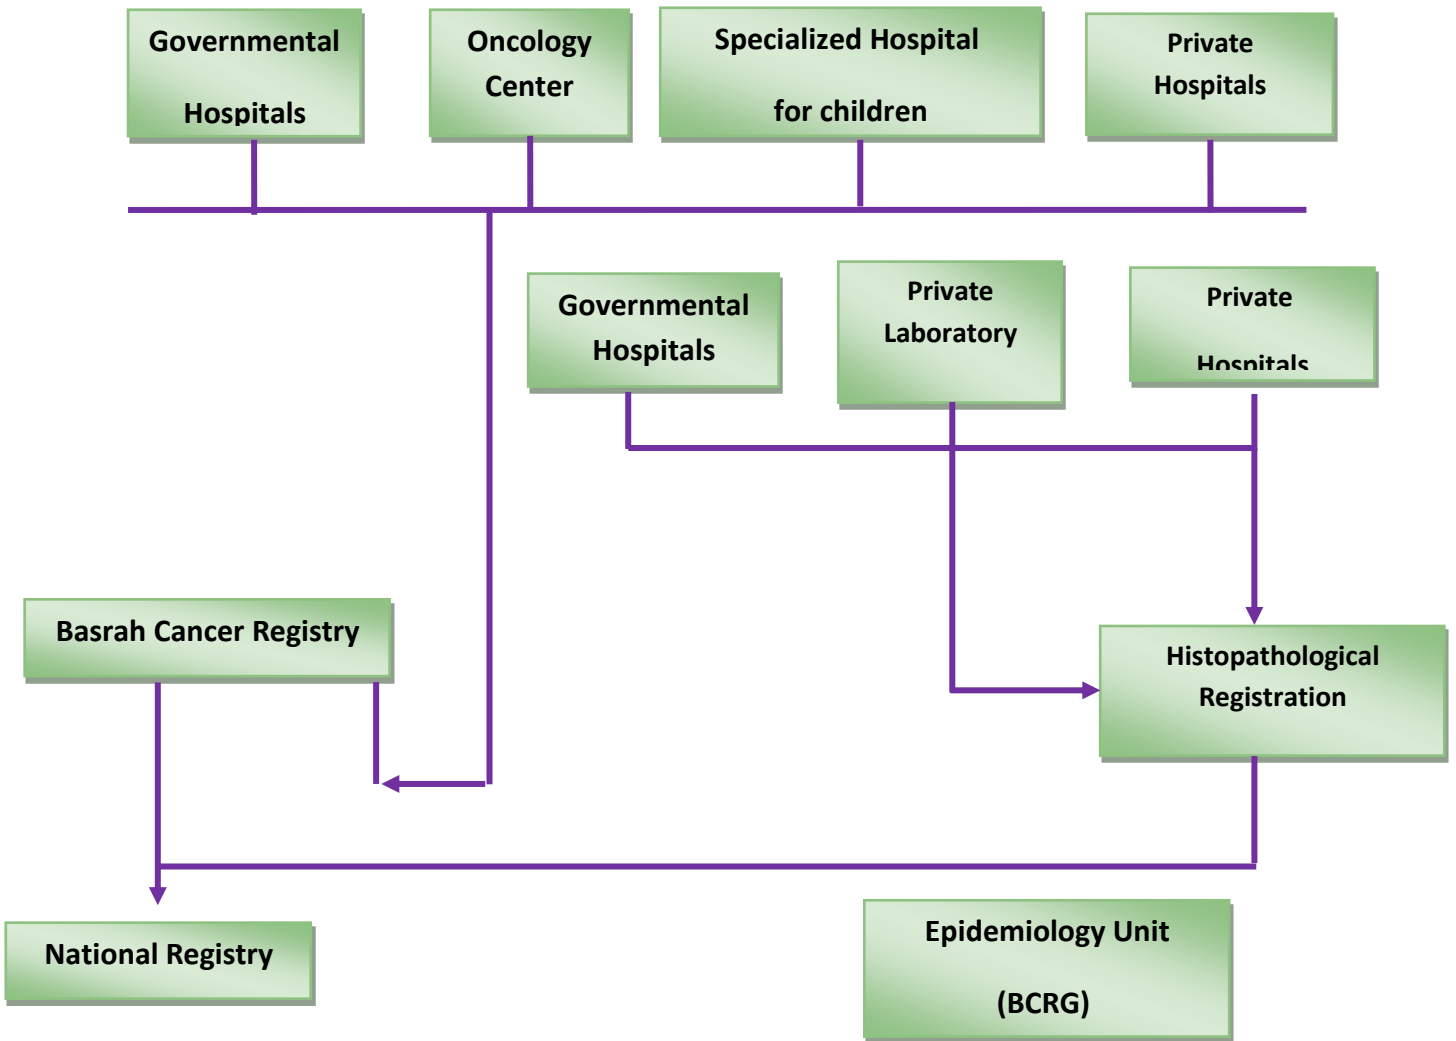 Governmental
Hospitals
Oncology
Center
Specialized Hospital
for children
Private
Hospitals
Governmental
Hospitals
Private
Laboratory
Private
Hospitals
Basrah Cancer Registry
Histopathological
Registration
National Registry
Epidemiology Unit
(BCRG)